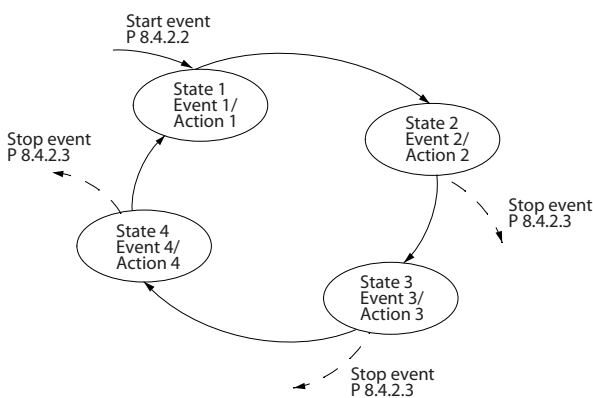 Start event
P 8.4.2.2
State 1
Event 1/
Action 1
State 2
Event 2/
Action 2
Stop event
P 8.4.2.3
Stop event
P 8.4.2.3
State 4
Event 4/
Action 4
State 3
Event 3/
Action 3
Stop event
P 8.4.2.3